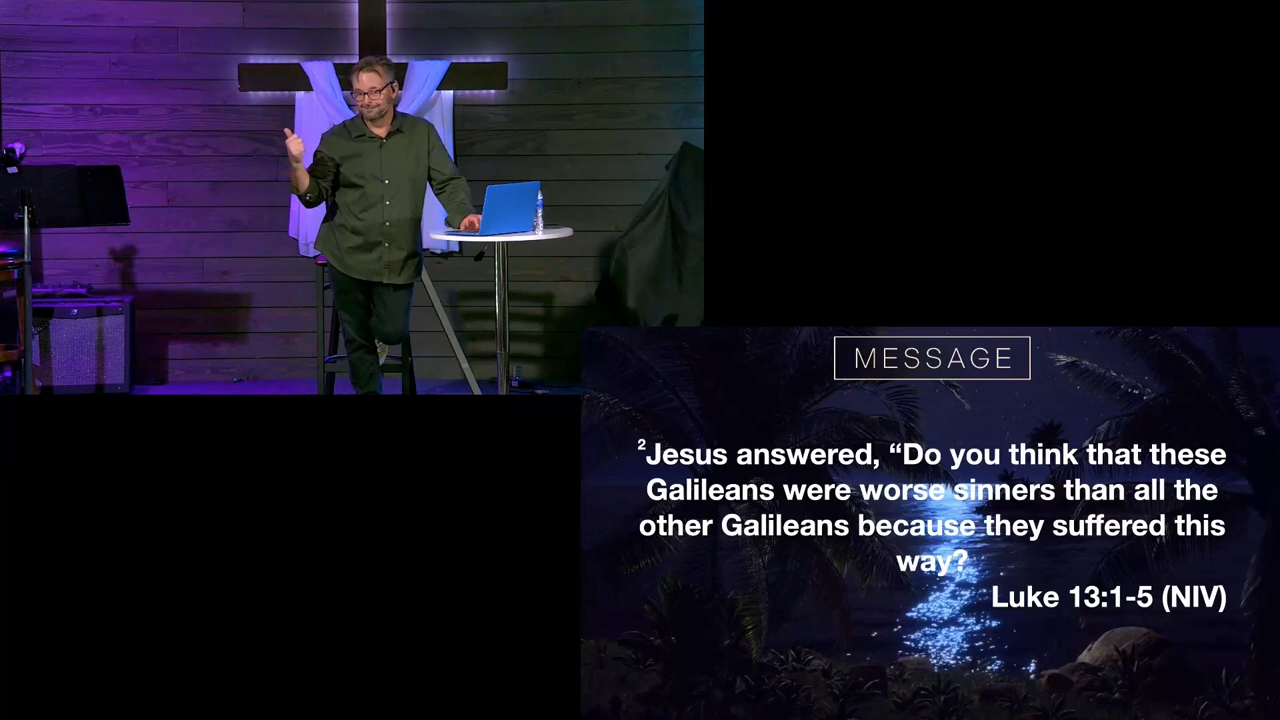 MESSAGE
²Jesus answered, “Do you think that these
Galileans were worse sinners than all the
other Galileans because they suffered this
way?
Luke 13:1-5 (NIV)